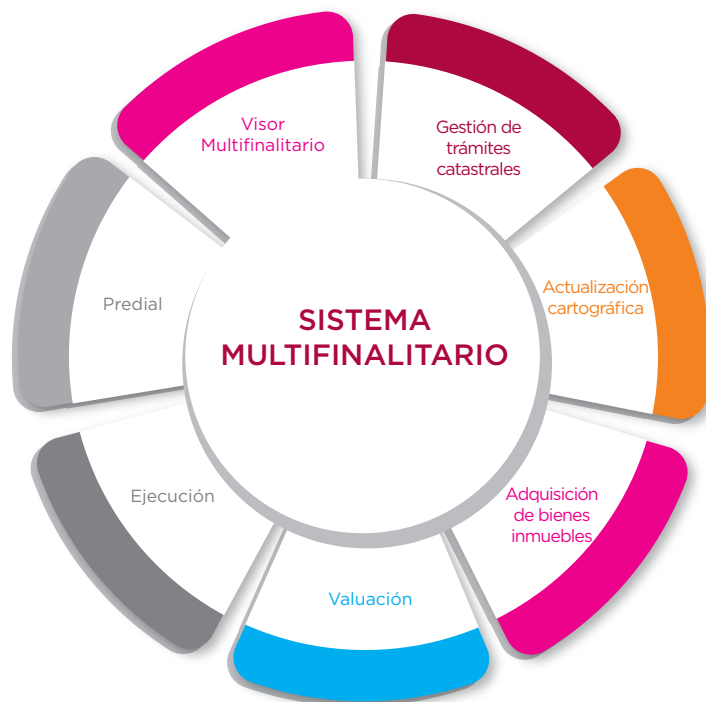 Visor
Multifinalitario
Gestión de
trámites
catastrales
Actualización
cartográfica
Adquisición
de bienes
inmuebles
Valuación
Ejecución
Predial
SISTEMA
MULTIFINALITARIO